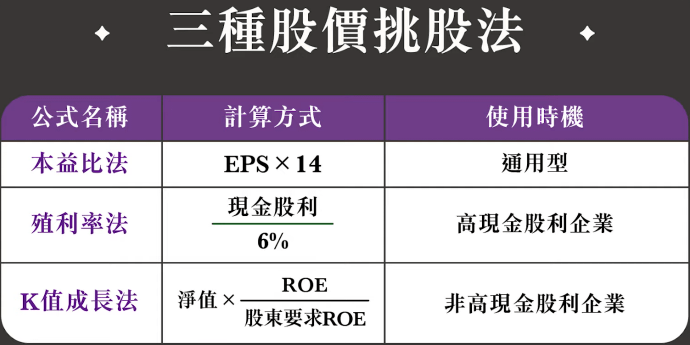 三種股價挑股法
公式名稱 計算方式 使用時機
本益比法 EPS×14 通用型
殖利率法 現金股利 高現金股利企業
6%
K值成長法 淨值× ROE 非高現金股利企業
股東要求ROE